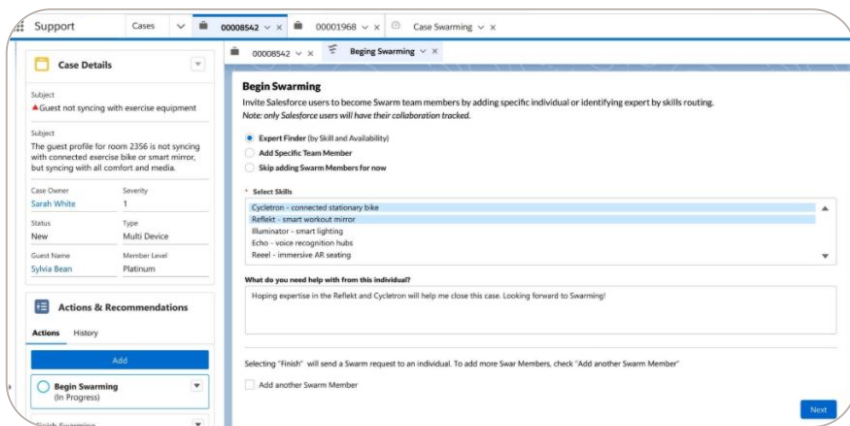 Support
Cases
00008542
00001968
Case Swarming
00008542
Beging Swarming
Case Details
Subject
Guest not syncing with exercise equipment
Subject
The guest profile for room 2356 is not syncing
with connected exercise bike or smart mirror,
but syncing with all comfort and media.
Case Owner
Severity
Sarah White
1
Status
Type
New
Multi Device
Guest Name
Member Level
Sylvia Bean
Platinum
Actions & Recommendations
Actions
History
Add
Begin Swarming
(In Progress)
Finish Swarming
Begin Swarming
Invite Salesforce users to become Swarm team members by adding specific individual or identifying expert by skills routing.
Note: only Salesforce users will have their collaboration tracked.
Expert Finder (by Skill and Availability)
Add Specific Team Member
Skip adding Swarm Members for now
* Select Skills
Cycletron - connected stationary bike
Reflekt - smart workout mirror
Illuminator - smart lighting
Echo - voice recognition hubs
Reeel - immersive AR seating
What do you need help with from this individual?
Hoping expertise in the Reflekt and Cycletron will help me close this case. Looking forward to Swarming!
Selecting "Finish" will send a Swarm request to an individual. To add more Swar Members, check "Add another Swarm Member"
Add another Swarm Member
Next